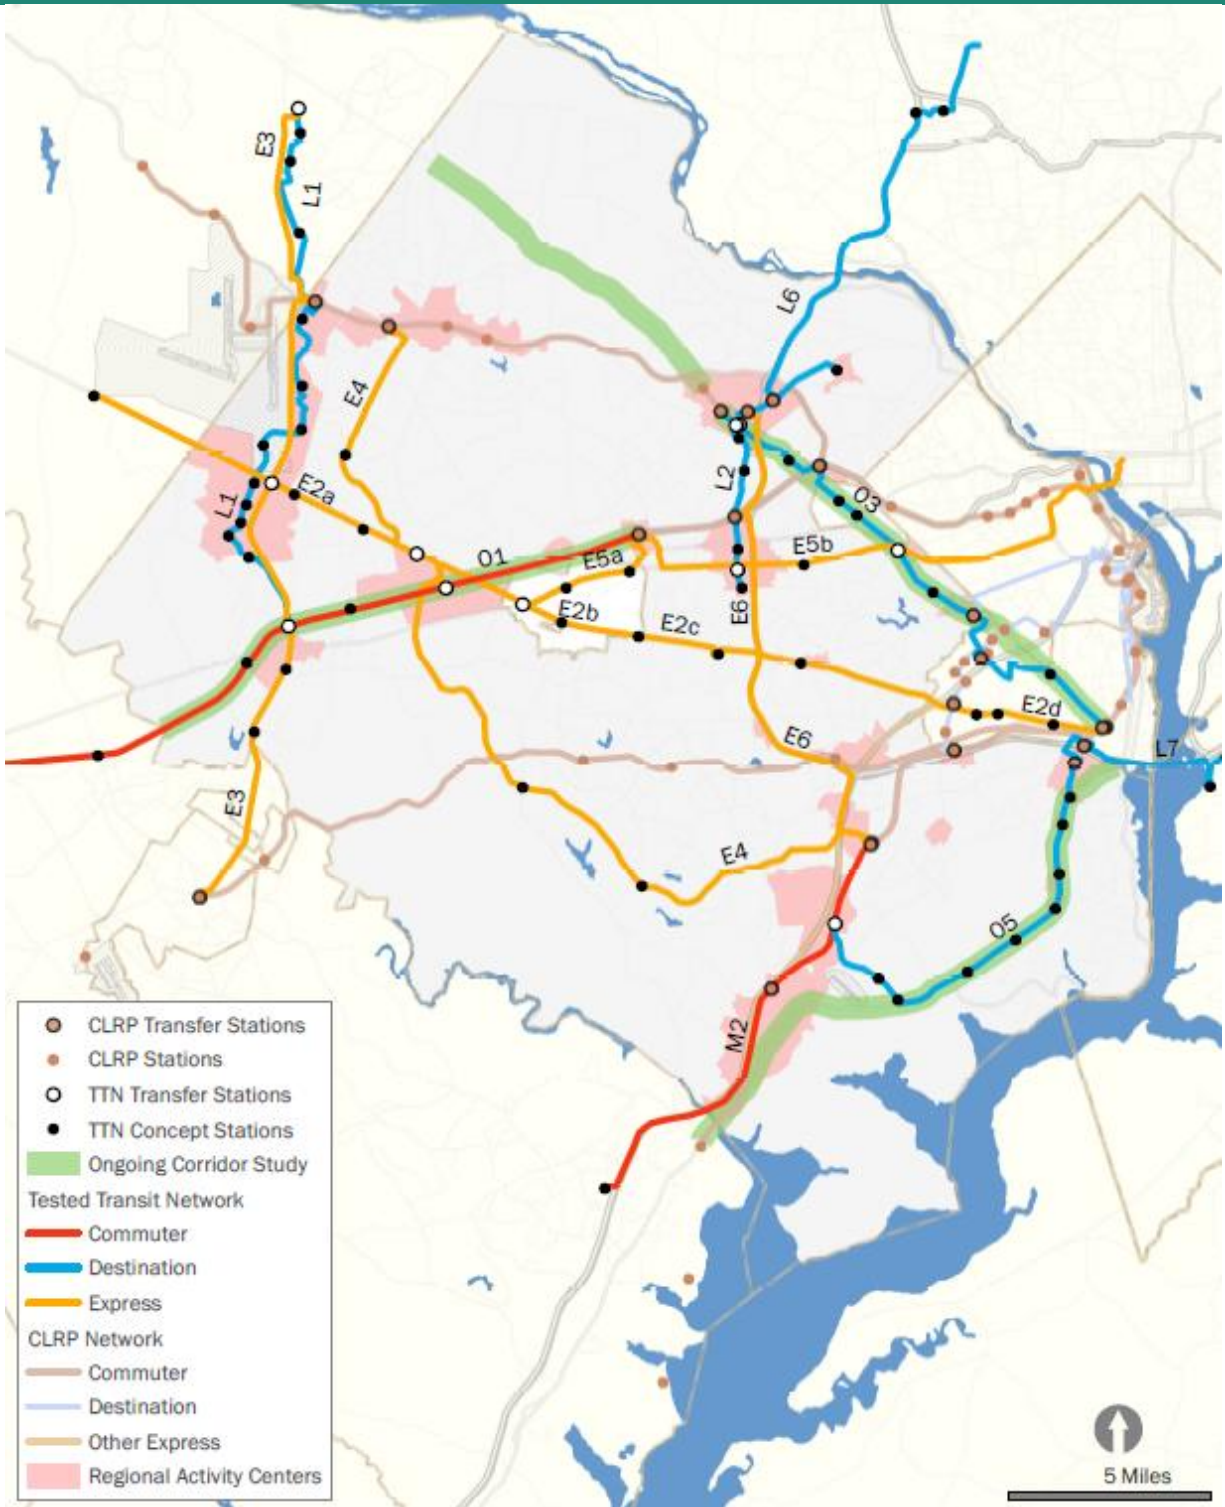 E3
L1
L6
E4
L2
O3
E2a
L1
O1
E5a
E5b
E2b
E6
E2c
E2d
E6
L7
E3
E4
O5
M2
CLRP Transfer Stations
CLRP Stations
TTN Transfer Stations
TTN Concept Stations
Ongoing Corridor Study
Tested Transit Network
Commuter
Destination
Express
CLRP Network
Commuter
Destination
Other Express
Regional Activity Centers
5 Miles